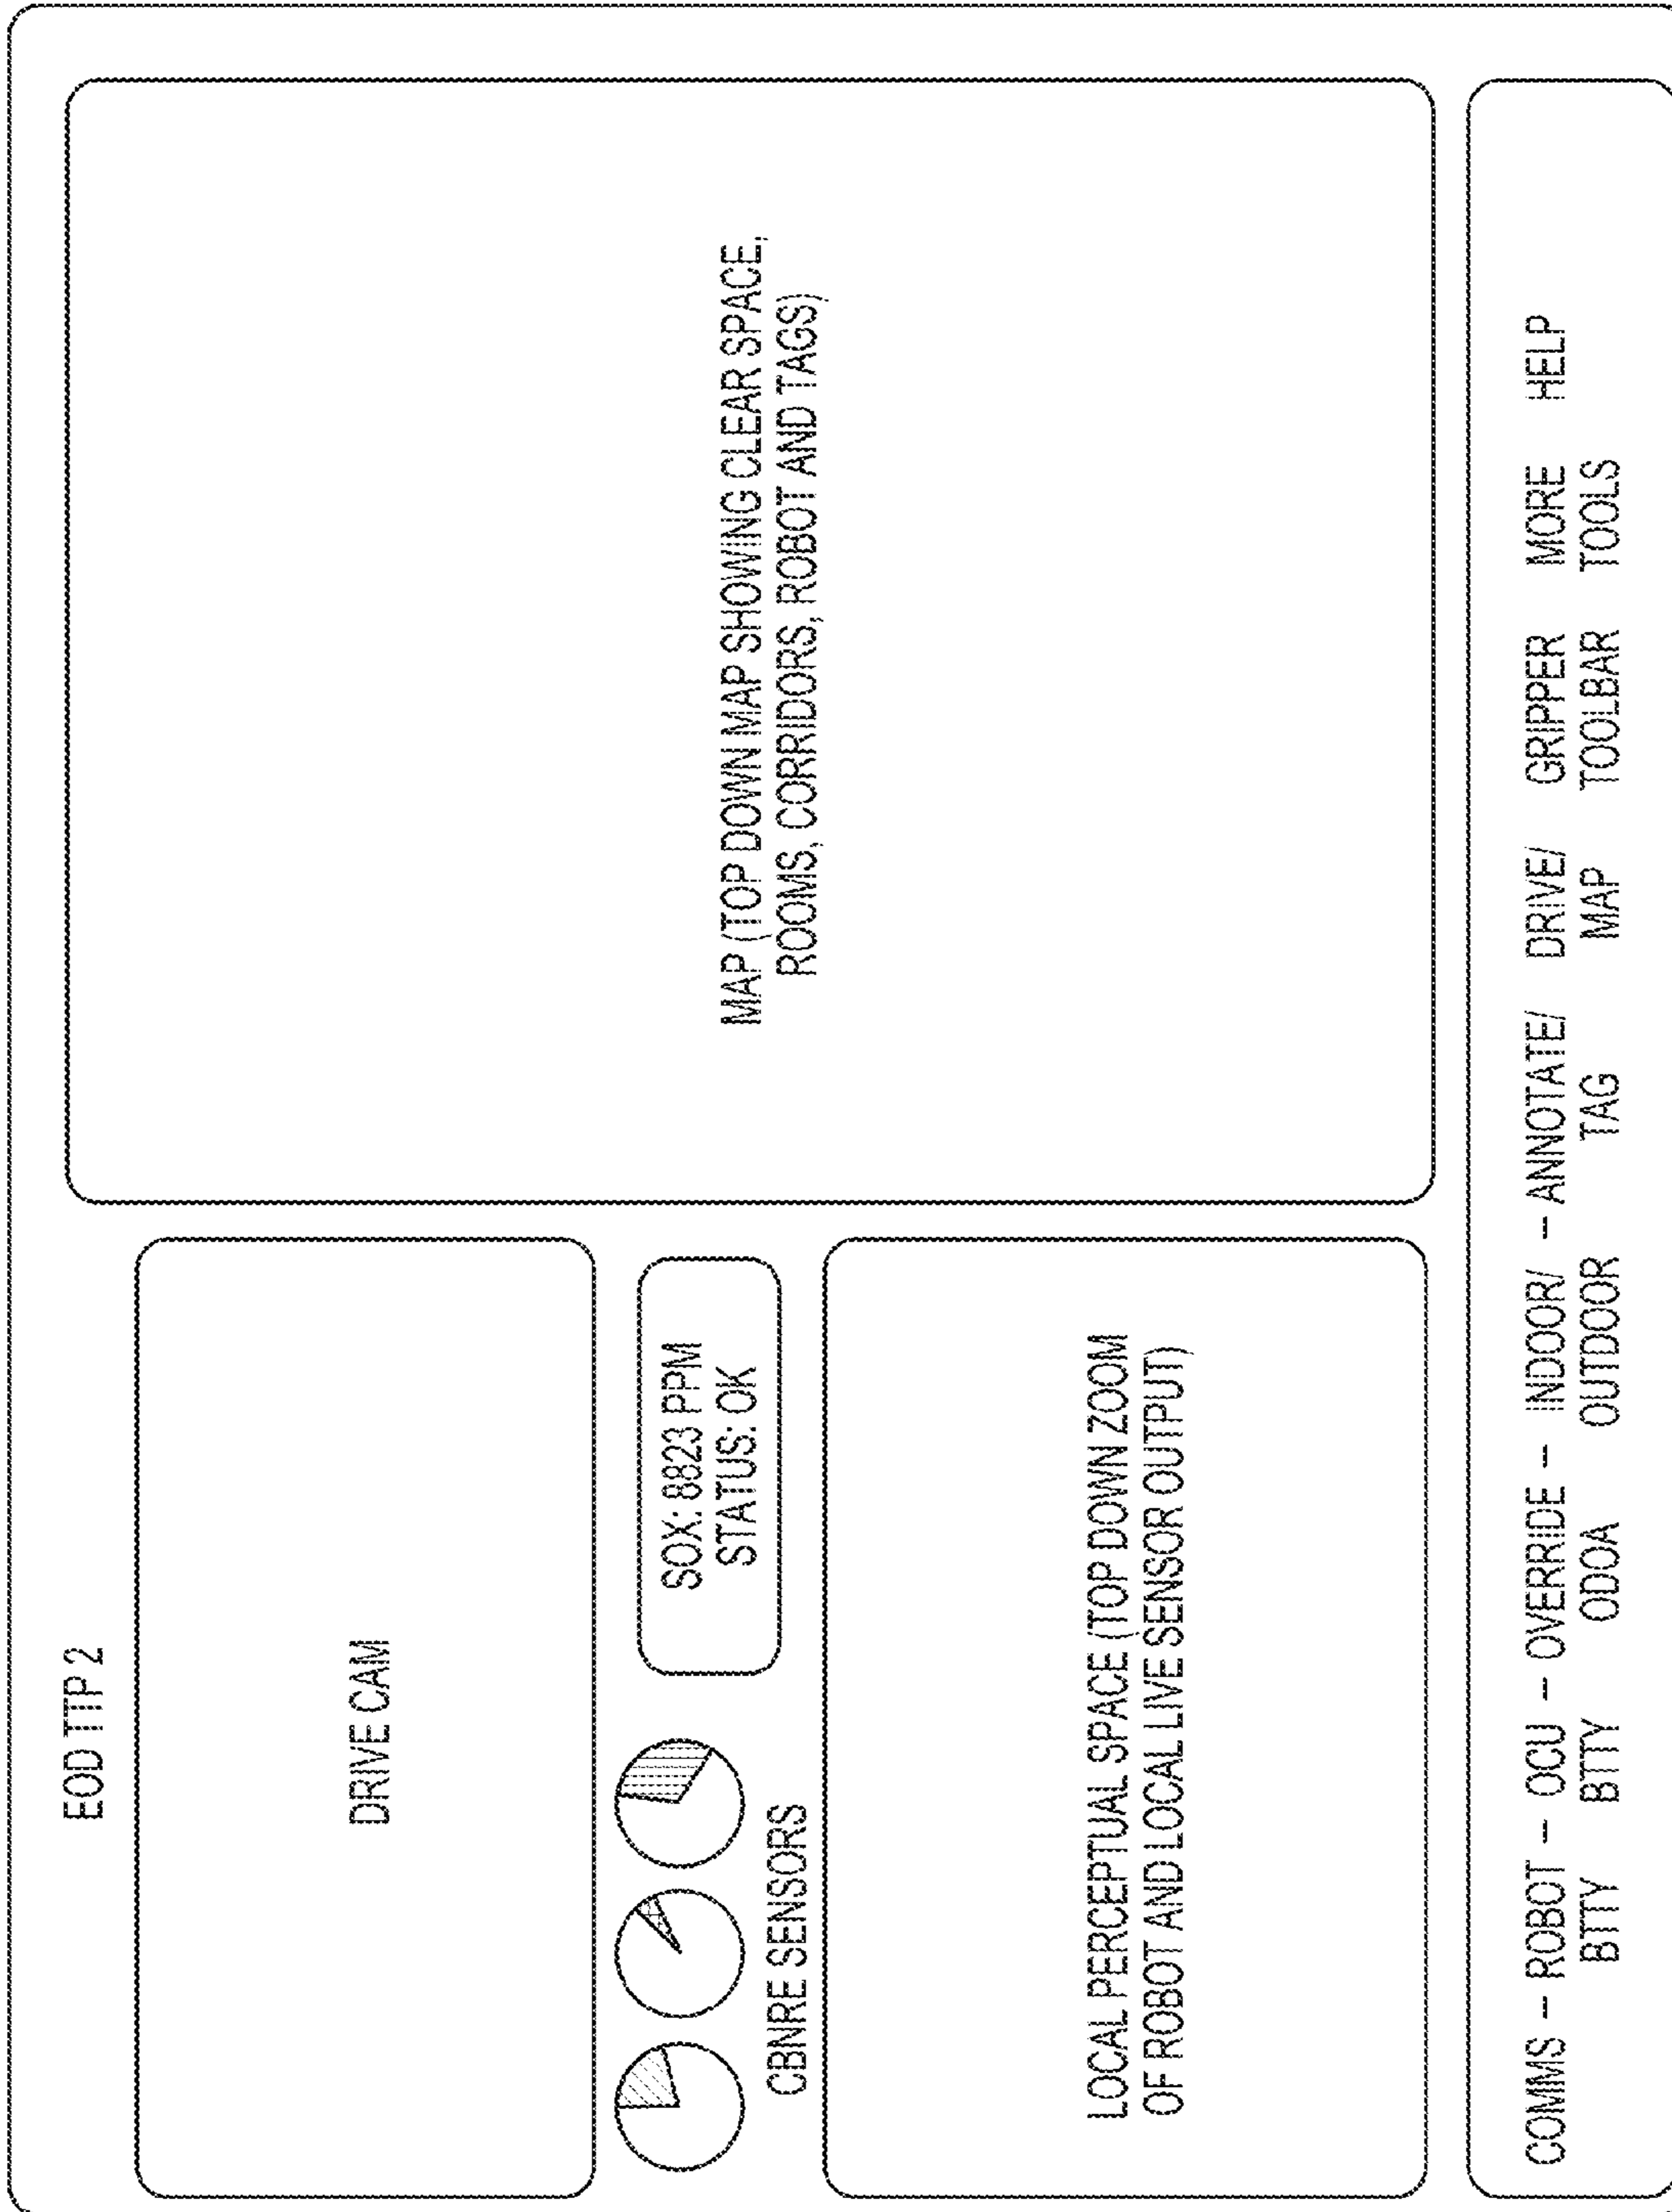 EOD TTP 2
DRIVE CAM
CBNRE SENSORS
SOX: 8823 PPM
STATUS: OK
LOCAL PERCEPTUAL SPACE (TOP DOWN ZOOM
OF ROBOT AND LOCAL LIVE SENSOR OUTPUT)
MAP (TOP DOWN MAP SHOWING CLEAR SPACE,
ROOMS, CORRIDORS, ROBOT AND TAGS)
COMMS – ROBOT – OCU – OVERRIDE – INDOOR/ – ANNOTATE/ DRIVE/ GRIPPER MORE HELP
BTTY BTTY ODOA OUTDOOR TAG MAP TOOLBAR TOOLS